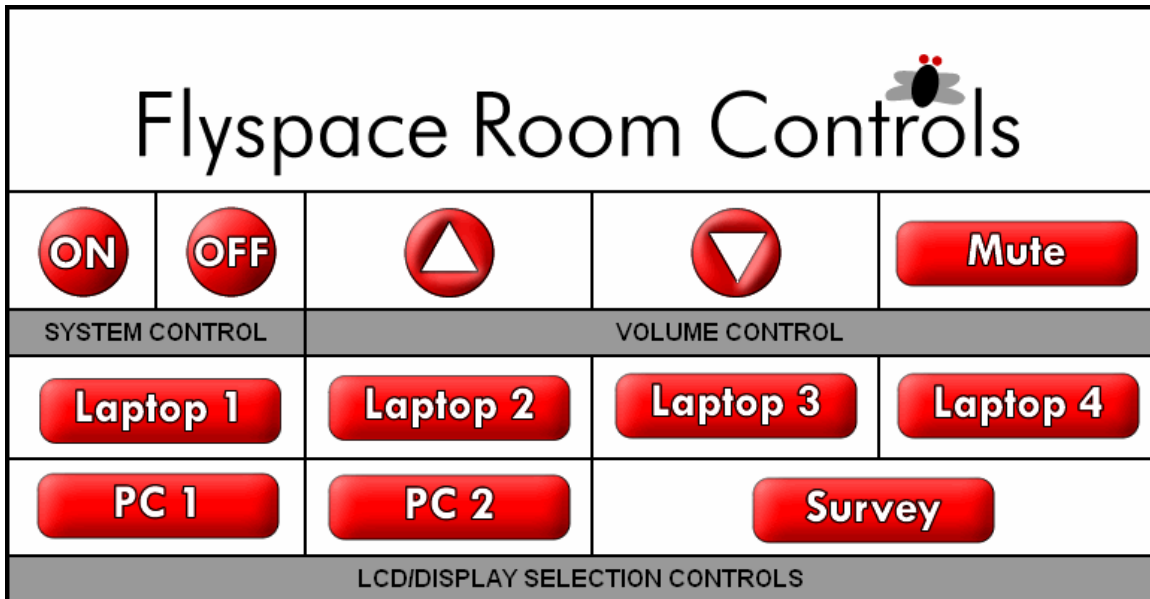 Flyspace Room Controls
ON OFF Mute
SYSTEM CONTROL VOLUME CONTROL
Laptop 1 Laptop 2 Laptop 3 Laptop 4
PC 1 PC 2 Survey
LCD/DISPLAY SELECTION CONTROLS